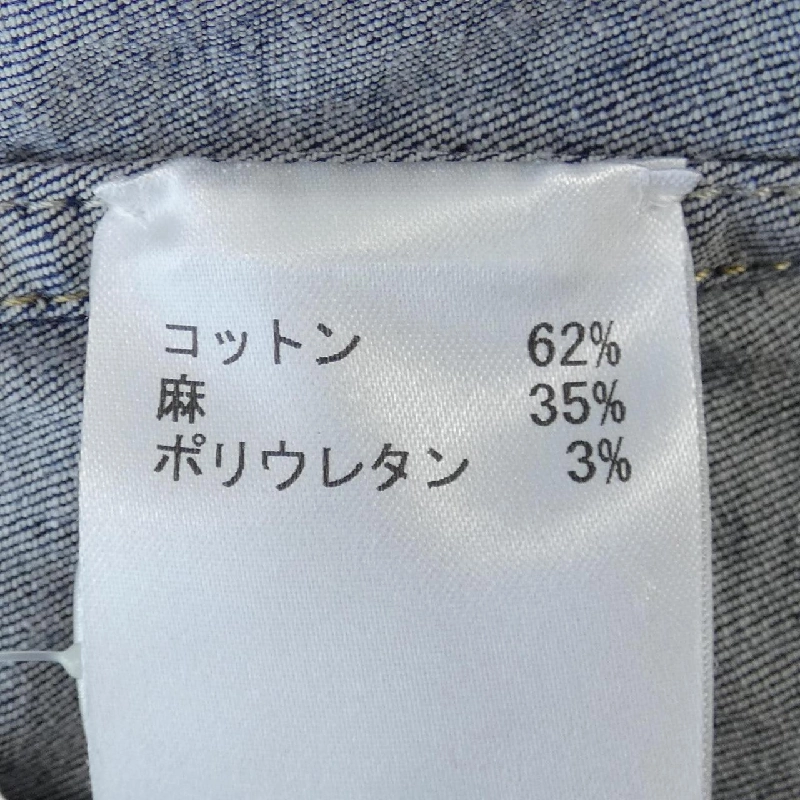 コットン 62%
麻 35%
ポリウレタン 3%